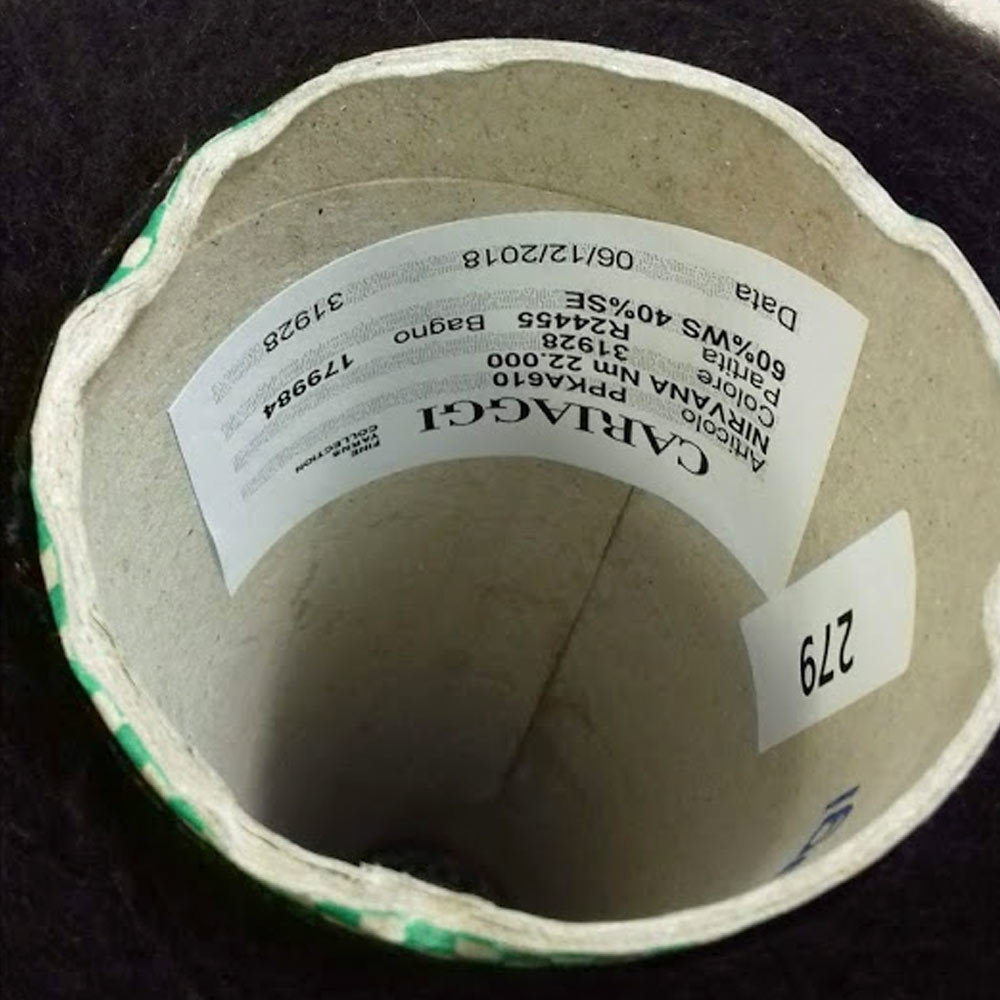 CARIAGGI
FINE
YARNS
COLLECTION
Articolo PPKA610
NIRVANA Nm 22.000
Colore 31928
Partita R24455 Bagno 179984
60%WS 40%SE
Data 06/12/2018 31928
279